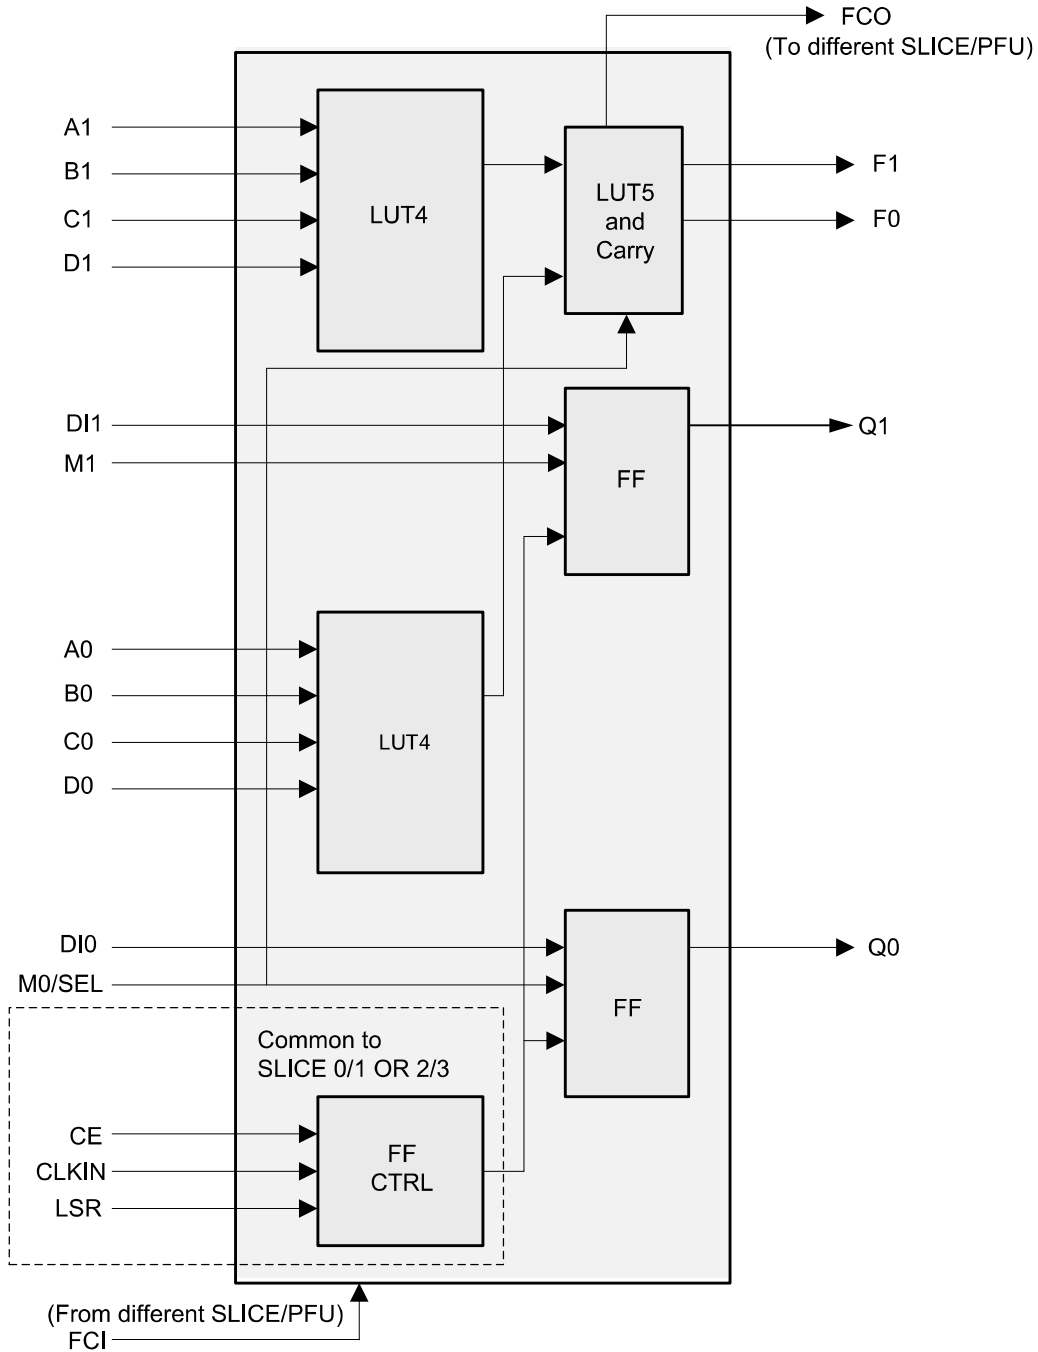 FCO
(To different SLICE/PFU)
A1
B1
C1
D1
LUT4
LUT5
and
Carry
F1
F0
DI1
M1
FF
Q1
A0
B0
C0
D0
LUT4
DI0
M0/SEL
FF
Q0
Common to
SLICE 0/1 OR 2/3
CE
CLKIN
LSR
FF
CTRL
(From different SLICE/PFU)
FCI